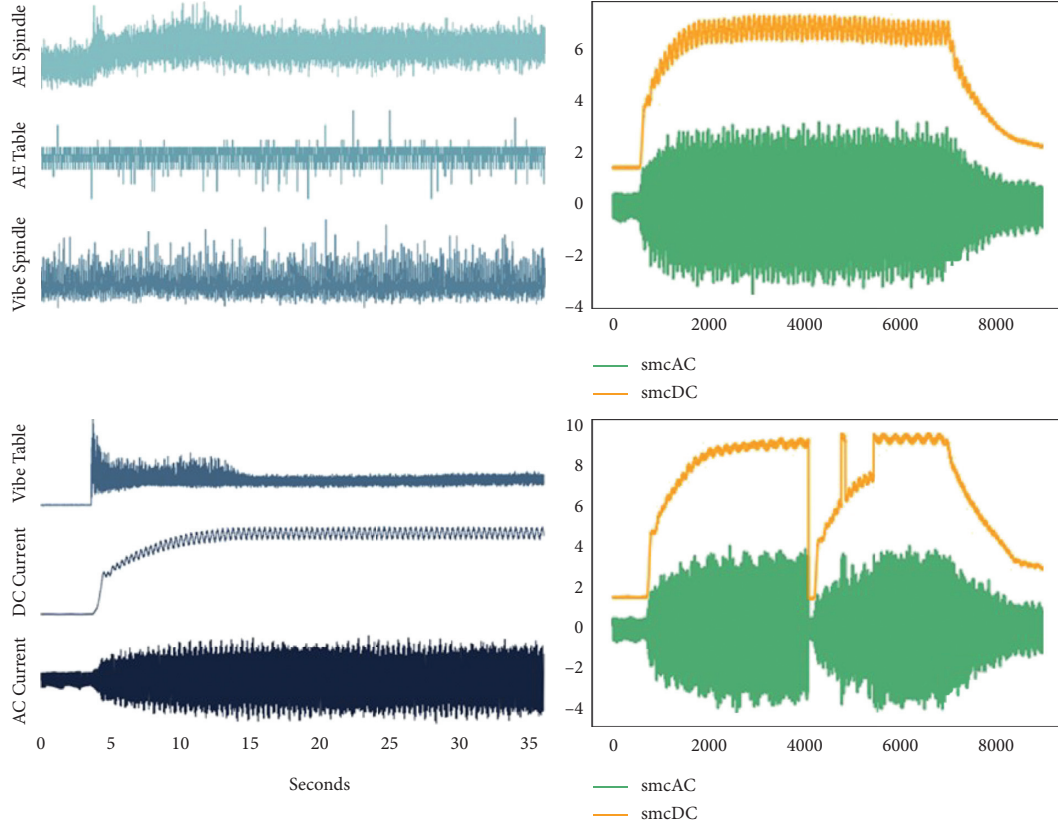 AE Spindle
AE Table
Vibe Spindle
Vibe Table
DC Current
AC Current
0 5 10 15 20 25 30 35
Seconds
6
4
2
0
−2
−4
0 2000 4000 6000 8000
smcAC
smcDC
10
8
6
4
2
0
−2
−4
0 2000 4000 6000 8000
smcAC
smcDC